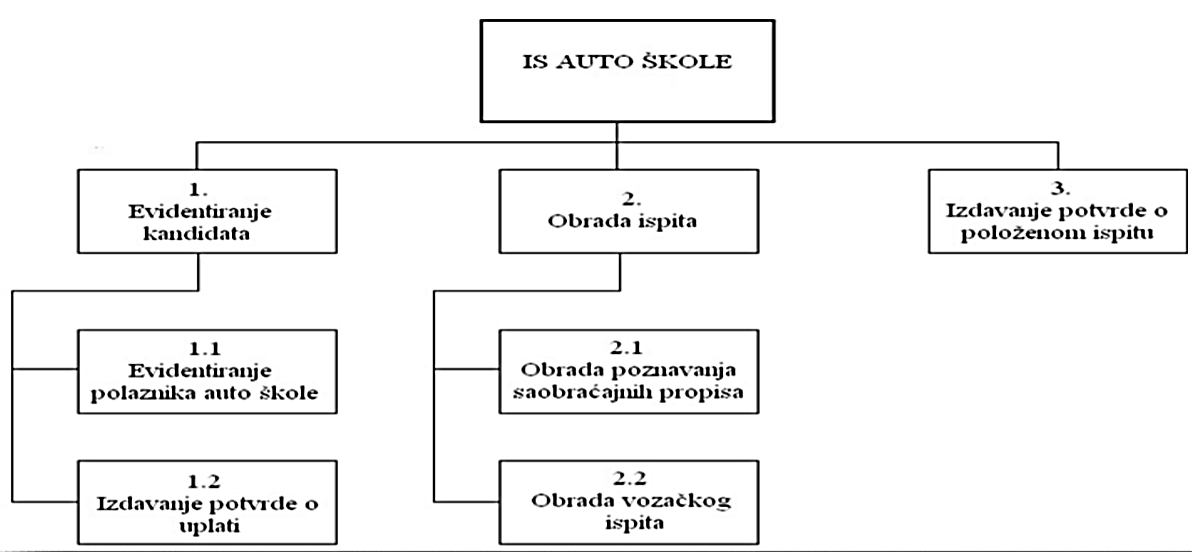 IS AUTO ŠKOLE
1.
Evidentiranje
kandidata
2.
Obrada ispita
3.
Izdavanje potvrde o
položenom ispitu
1.1
Evidentiranje
polaznika auto škole
2.1
Obrada poznavanja
saobraćajnih propisa
1.2
Izdavanje potvrde o
uplati
2.2
Obrada vozačkog
ispita